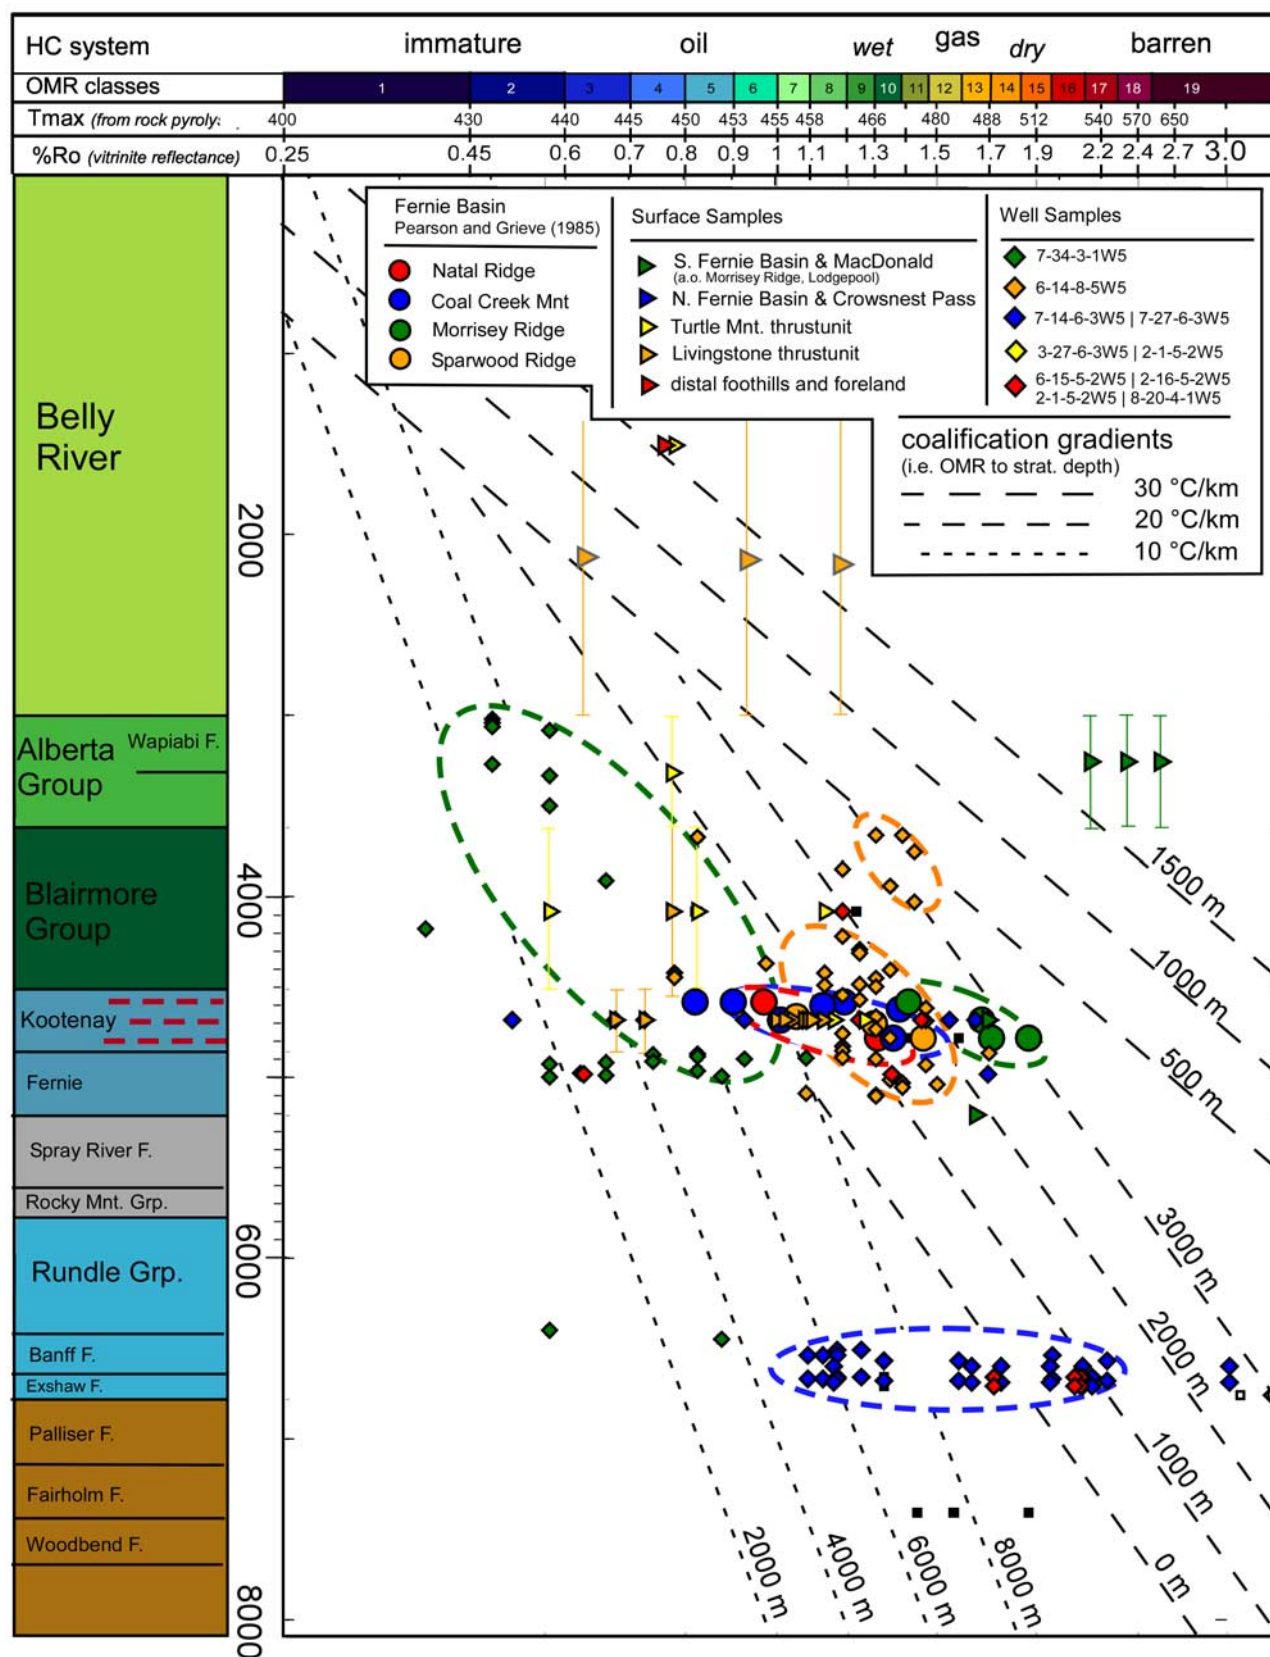 HC system immature oil wet gas dry barren
OMR classes 1 2 3 4 5 6 7 8 9 10 11 12 13 14 15 16 17 18 19
Tmax (from rock pyroly. 400 430 440 445 450 453 455 458 466 480 488 512 540 570 650
%Ro (vitrinite reflectance) 0.25 0.45 0.6 0.7 0.8 0.9 1 1.1 1.3 1.5 1.7 1.9 2.2 2.4 2.7 3.0
Fernie Basin
Pearson and Grieve (1985)
Natal Ridge
Coal Creek Mnt
Morrisey Ridge
Sparwood Ridge
Surface Samples
S. Fernie Basin & MacDonald
(a.o. Morrisey Ridge, Lodgepool)
N. Fernie Basin & Crowsnest Pass
Turtle Mnt. thrustunit
Livingstone thrustunit
distal foothills and foreland
Well Samples
7-34-3-1W5
6-14-8-5W5
7-14-6-3W5 | 7-27-6-3W5
3-27-6-3W5 | 2-1-5-2W5
6-15-5-2W5 | 2-16-5-2W5
2-1-5-2W5 | 8-20-4-1W5
coalification gradients
(i.e. OMR to strat. depth)
30 °C/km
20 °C/km
10 °C/km
Belly
River
Alberta
Group
Wapiabi F.
Blairmore
Group
Kootenay
Fernie
Spray River F.
Rocky Mnt. Grp.
Rundle Grp.
Banff F.
Exshaw F.
Palliser F.
Fairholm F.
Woodbend F.
2000
4000
6000
8000
1500 m
1000 m
500 m
3000 m
2000 m
1000 m
0 m
2000 m
4000 m
6000 m
8000 m